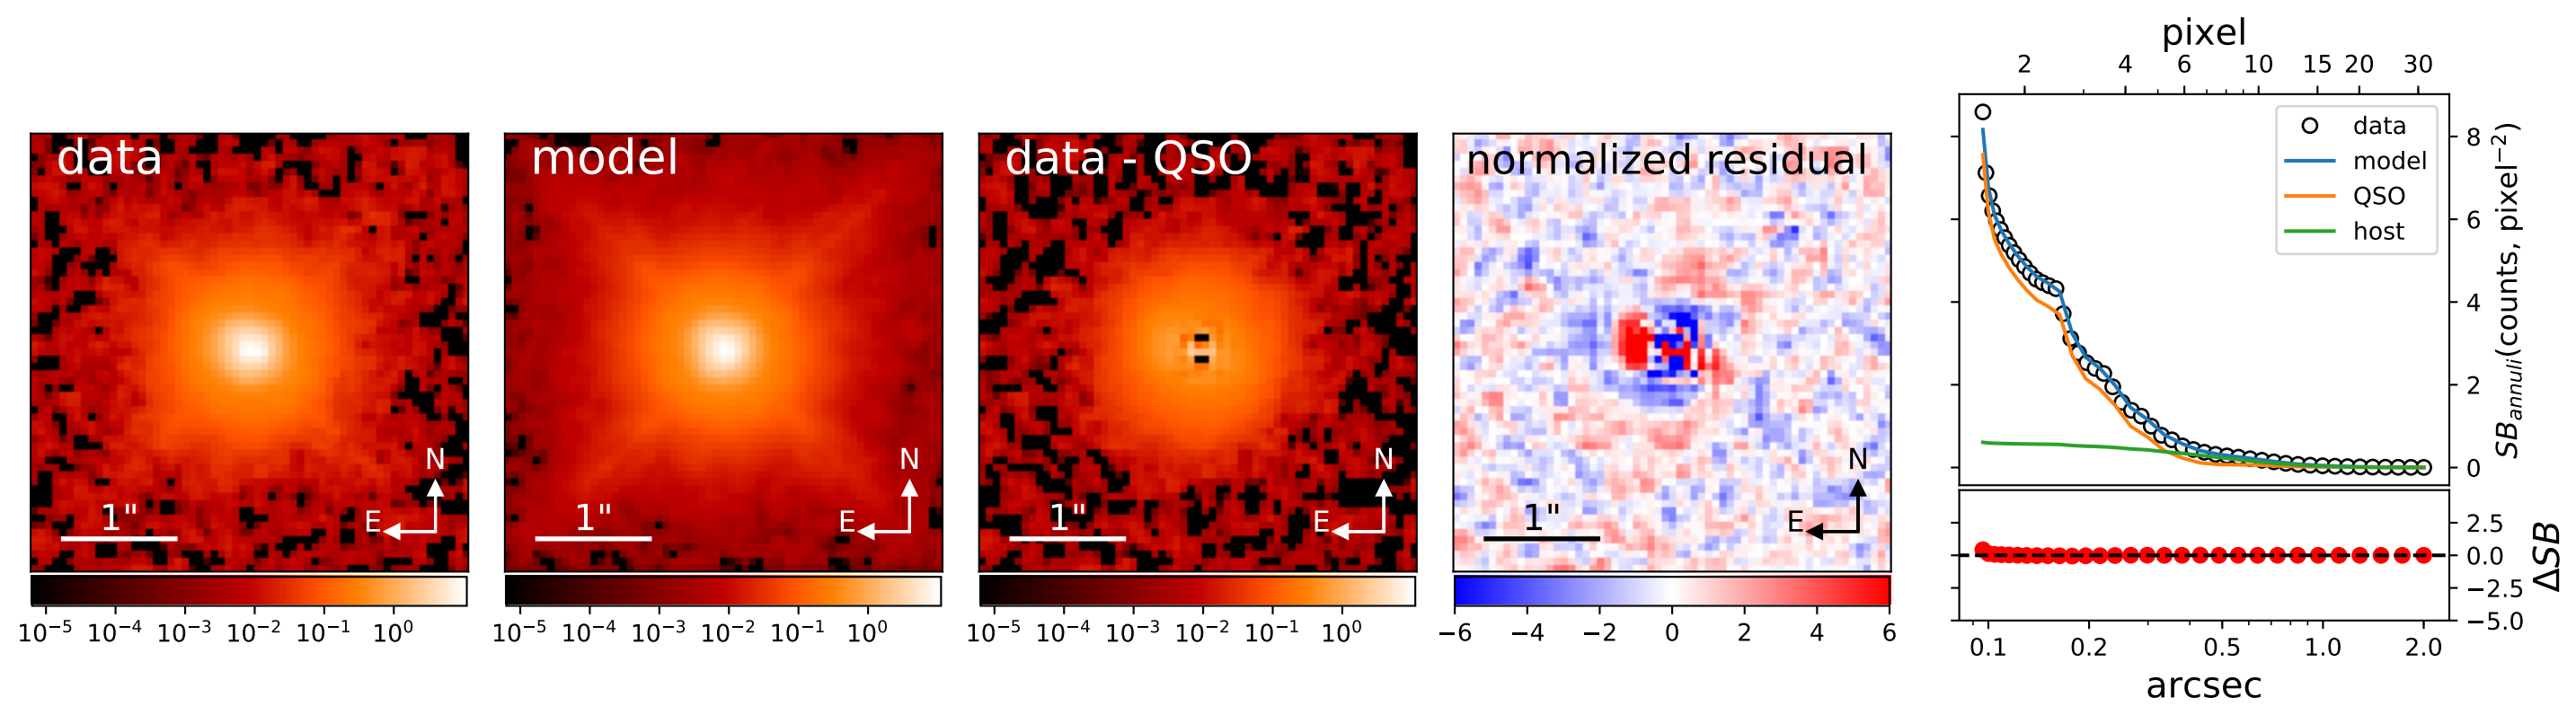 data
N
E
1"
10⁻⁵ 10⁻⁴ 10⁻³ 10⁻² 10⁻¹ 10⁰
model
N
E
1"
10⁻⁵ 10⁻⁴ 10⁻³ 10⁻² 10⁻¹ 10⁰
data - QSO
N
E
1"
10⁻⁵ 10⁻⁴ 10⁻³ 10⁻² 10⁻¹ 10⁰
normalized residual
N
E
1"
−6 −4 −2 0 2 4 6
pixel
2 4 6 10 15 20 30
data
model
QSO
host
8
6
4
2
0
SB_annuli(counts, pixel⁻²)
2.5
0.0
−2.5
−5.0
ΔSB
0.1 0.2 0.5 1.0 2.0
arcsec